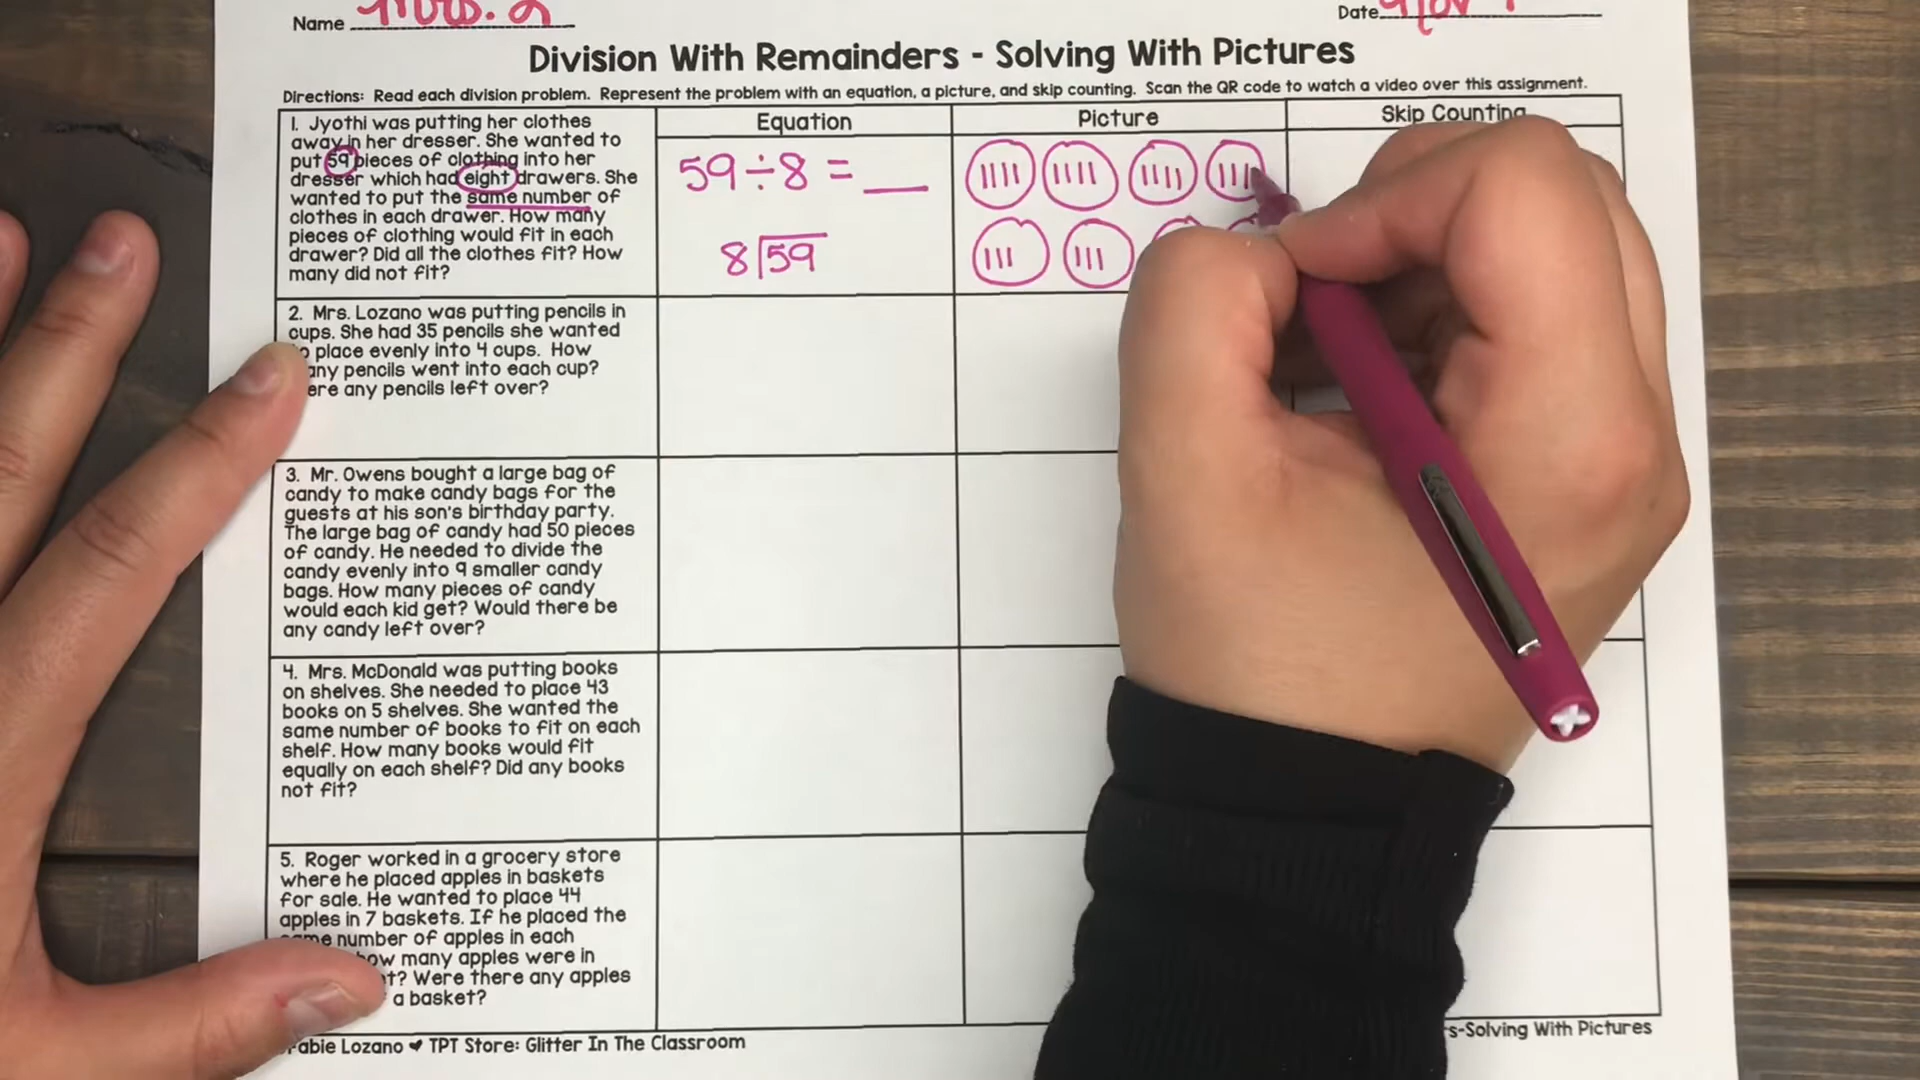 Name Mrs.
Date
Division With Remainders - Solving With Pictures
Directions: Read each division problem. Represent the problem with an equation, a picture, and skip counting. Scan the QR code to watch a video over this assignment.
Equation
Picture
Skip Counting
1. Jyothi was putting her clothes
away in her dresser. She wanted to
put 59 pieces of clothing into her
dresser which had eight drawers. She
wanted to put the same number of
clothes in each drawer. How many
pieces of clothing would fit in each
drawer? Did all the clothes fit? How
many did not fit?
59 ÷ 8 = __
8 59
2. Mrs. Lozano was putting pencils in
cups. She had 35 pencils she wanted
place evenly into 4 cups. How
pencils went into each cup?
any pencils left over?
3. Mr. Owens bought a large bag of
candy to make candy bags for the
guests at his son's birthday party.
The large bag of candy had 50 pieces
of candy. He needed to divide the
candy evenly into 9 smaller candy
bags. How many pieces of candy
would each kid get? Would there be
any candy left over?
4. Mrs. McDonald was putting books
on shelves. She needed to place 43
books on 5 shelves. She wanted the
same number of books to fit on each
shelf. How many books would fit
equally on each shelf? Did any books
not fit?
5. Roger worked in a grocery store
where he placed apples in baskets
for sale. He wanted to place 44
apples in 7 baskets. If he placed the
same number of apples in each
how many apples were in
Were there any apples
a basket?
Lozano ♥ TPT Store: Glitter In The Classroom
-Solving With Pictures